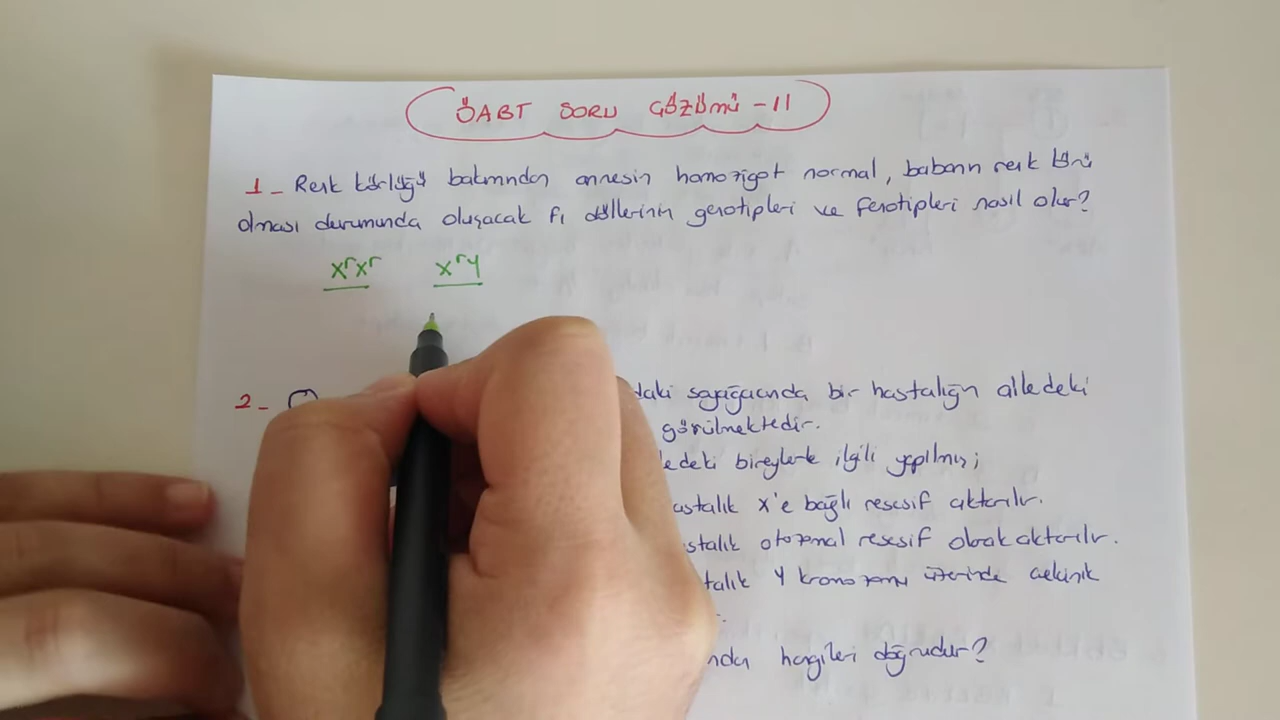 ÖABT SORU ÇÖZÜMÜ - 11
1 - Renk körlüğü bakımından annesin homozigot normal, babanın renk körü
olması durumunda oluşacak F1 döllerinin genotipleri ve fenotipleri nasıl olur?
XʳXʳ XʳY
2 - daki soyağacında bir hastalığın ailedeki
görülmektedir.
edeki bireylerle ilgili yapılmış;
astalık X'e bağlı resesif aktarılır.
stalık otozomal resesif olarak aktarılır.
talık Y kromozomu üzerinde çekinik
nda hangileri doğrudur?